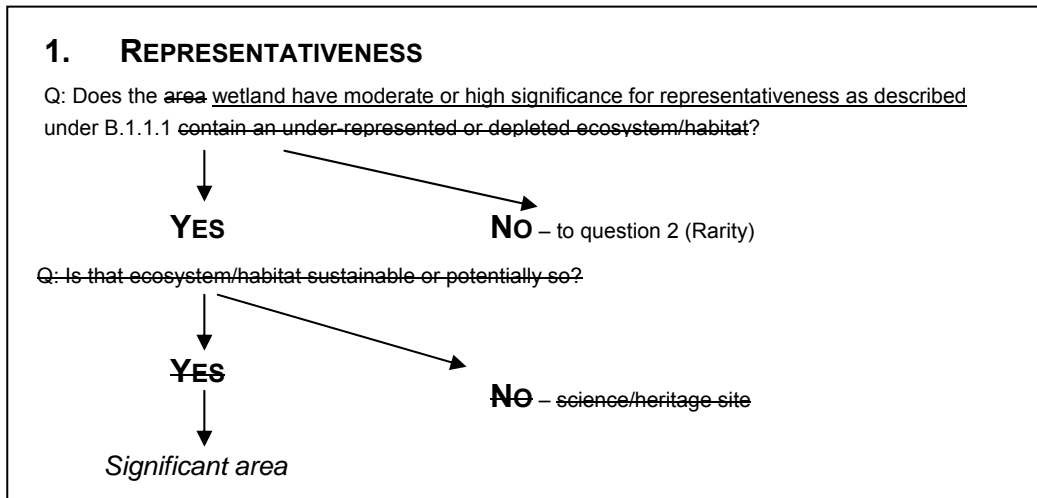 1. REPRESENTATIVENESS
Q: Does the area wetland have moderate or high significance for representativeness as described
under B.1.1.1 contain an under-represented or depleted ecosystem/habitat?
YES NO – to question 2 (Rarity)
Q: Is that ecosystem/habitat sustainable or potentially so?
YES
NO – science/heritage site
Significant area